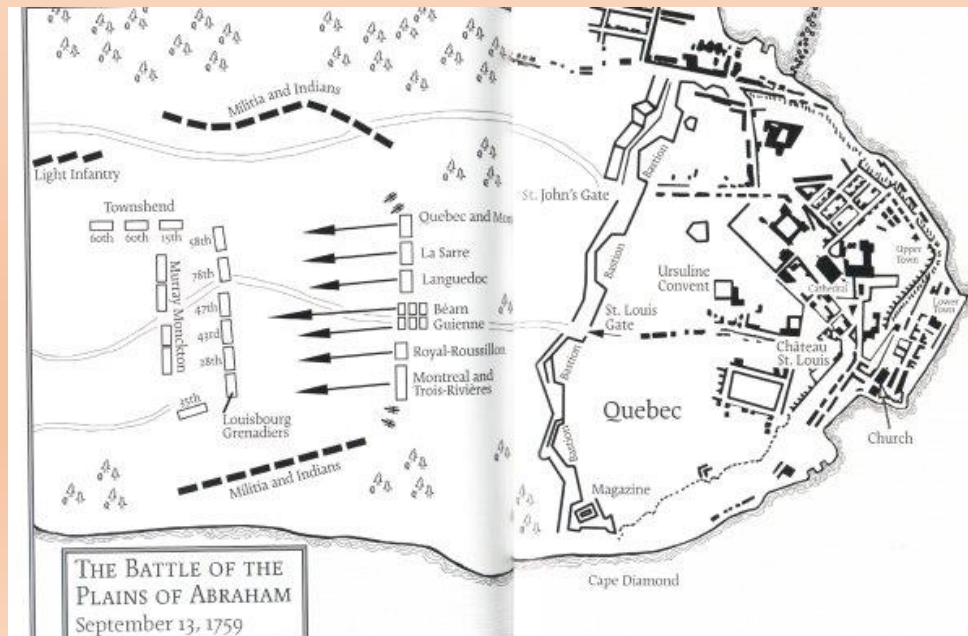 Militia and Indians
Light Infantry
Townshend
60th
60th
15th
58th
78th
47th
43rd
28th
35th
Murray
Monckton
Louisbourg
Grenadiers
Quebec and Mon
La Sarre
Languedoc
Béarn
Guienne
Royal-Roussillon
Montreal and
Trois-Rivières
Militia and Indians
Bastion
St. John's Gate
Bastion
Ursuline
Convent
St. Louis
Gate
Bastion
Bastion
Quebec
Magazine
Cathedral
Upper
Town
Lower
Town
Château
St. Louis
Church
Cape Diamond
THE BATTLE OF THE
PLAINS OF ABRAHAM
September 13, 1759